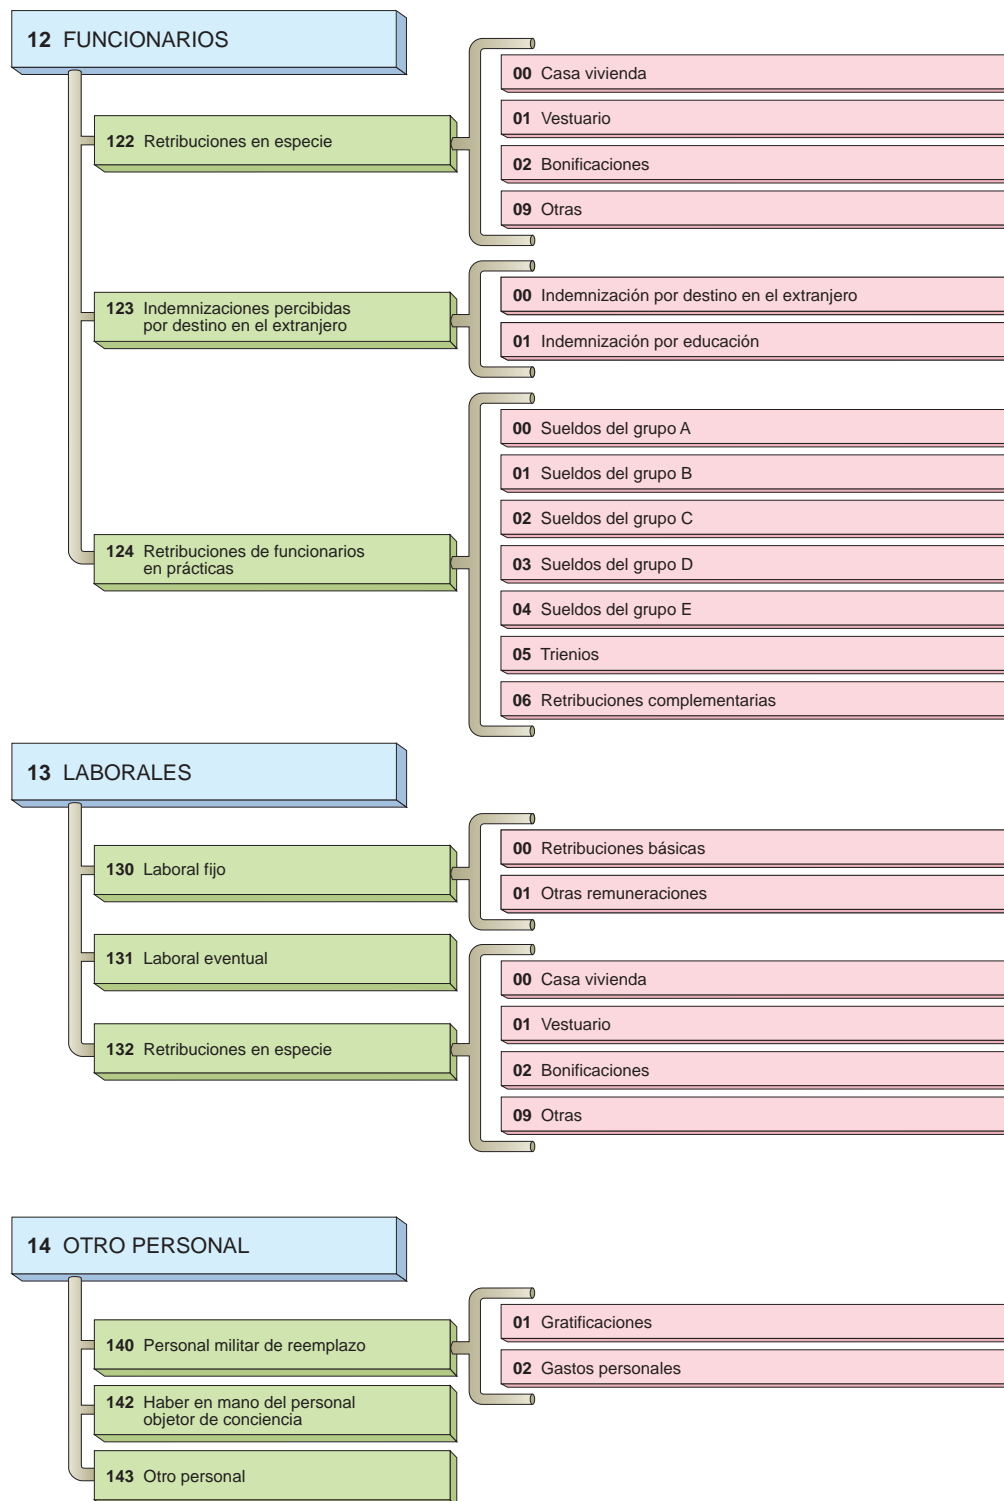 12 FUNCIONARIOS
122 Retribuciones en especie
00 Casa vivienda
01 Vestuario
02 Bonificaciones
09 Otras
123 Indemnizaciones percibidas
por destino en el extranjero
00 Indemnización por destino en el extranjero
01 Indemnización por educación
124 Retribuciones de funcionarios
en prácticas
00 Sueldos del grupo A
01 Sueldos del grupo B
02 Sueldos del grupo C
03 Sueldos del grupo D
04 Sueldos del grupo E
05 Trienios
06 Retribuciones complementarias
13 LABORALES
130 Laboral fijo
00 Retribuciones básicas
01 Otras remuneraciones
131 Laboral eventual
132 Retribuciones en especie
00 Casa vivienda
01 Vestuario
02 Bonificaciones
09 Otras
14 OTRO PERSONAL
140 Personal militar de reemplazo
01 Gratificaciones
02 Gastos personales
142 Haber en mano del personal
objetor de conciencia
143 Otro personal